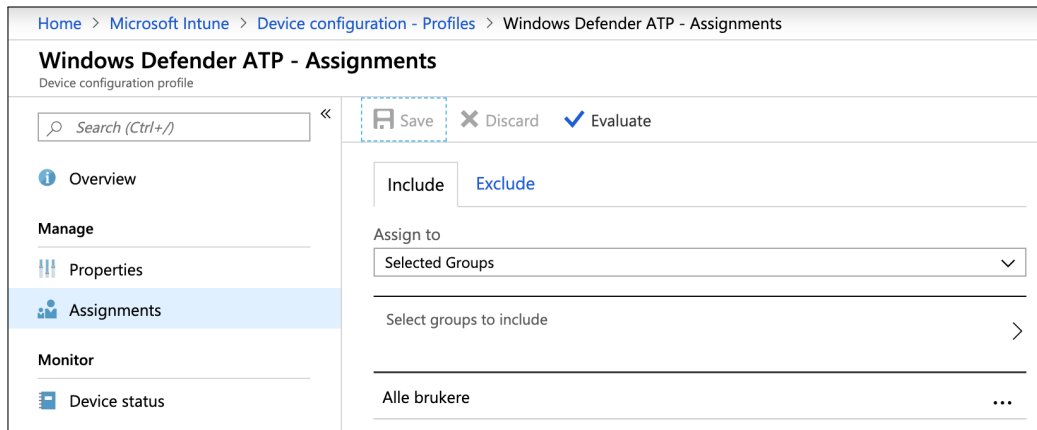 Home > Microsoft Intune > Device configuration - Profiles > Windows Defender ATP - Assignments
Windows Defender ATP - Assignments
Device configuration profile
Search (Ctrl+/)
«
Overview
Manage
Properties
Assignments
Monitor
Device status
Save Discard Evaluate
Include Exclude
Assign to
Selected Groups
Select groups to include
Alle brukere
...